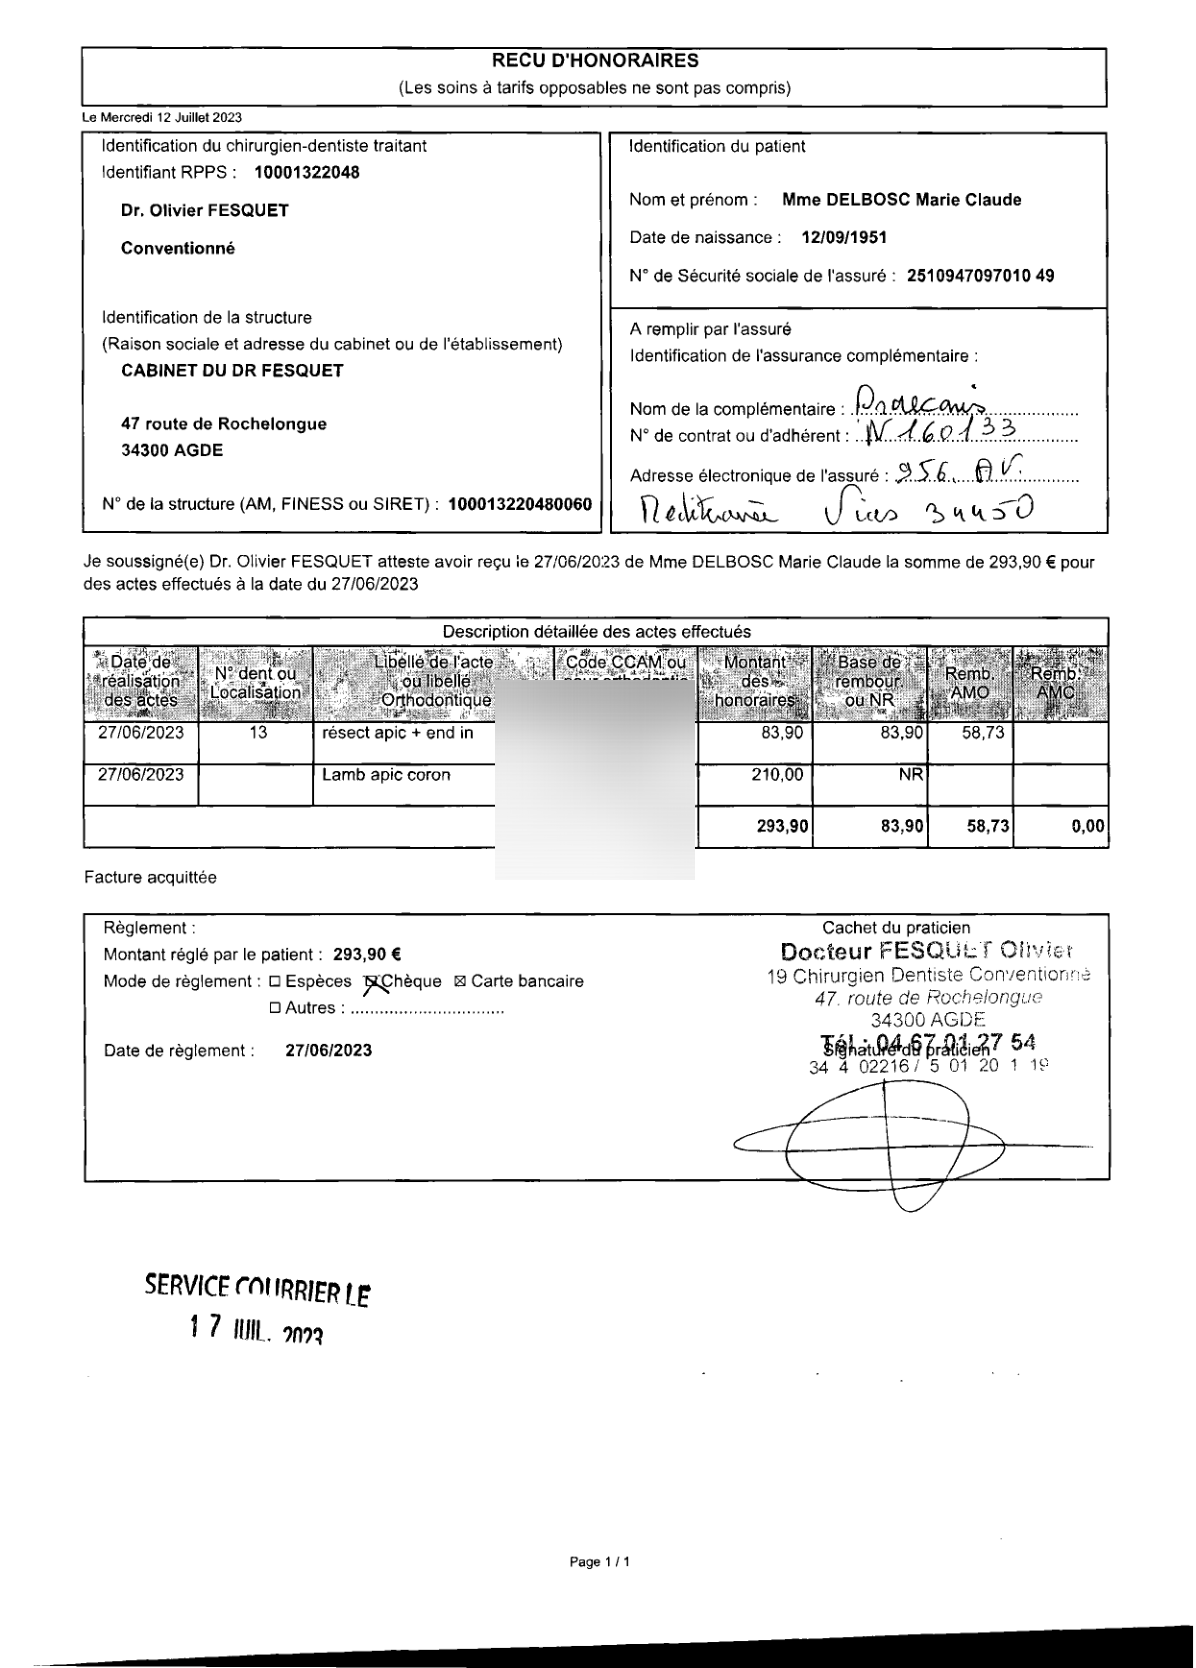 RECU D'HONORAIRES
(Les soins à tarifs opposables ne sont pas compris)
Le Mercredi 12 Juillet 2023
Identification du chirurgien-dentiste traitant
Identifiant RPPS : 10001322048
Dr. Olivier FESQUET
Conventionné
Identification de la structure
(Raison sociale et adresse du cabinet ou de l'établissement)
CABINET DU DR FESQUET
47 route de Rochelongue
34300 AGDE
N° de la structure (AM, FINESS ou SIRET) : 100013220480060
Identification du patient
Nom et prénom : Mme DELBOSC Marie Claude
Date de naissance : 12/09/1951
N° de Sécurité sociale de l'assuré : 2510947097010 49
A remplir par l'assuré
Identification de l'assurance complémentaire :
Nom de la complémentaire :
N° de contrat ou d'adhérent : N 160133
Adresse électronique de l'assuré : 956 AV.
Mediterranée Vias 34450
Je soussigné(e) Dr. Olivier FESQUET atteste avoir reçu le 27/06/2023 de Mme DELBOSC Marie Claude la somme de 293,90 € pour
des actes effectués à la date du 27/06/2023
Description détaillée des actes effectués
Date de réalisation des actes N° dent ou Localisation Libellé de l'acte ou libellé Orthodontique Code CCAM ou Montant des honoraires Base de rembour. ou NR Remb. AMO Remb. AMC
27/06/2023 13 résect apic + end in 83,90 83,90 58,73
27/06/2023 Lamb apic coron 210,00 NR
293,90 83,90 58,73 0,00
Facture acquittée
Règlement :
Montant réglé par le patient : 293,90 €
Mode de règlement : ☐ Espèces ☒ Chèque ☒ Carte bancaire
☐ Autres : ................................
Date de règlement : 27/06/2023
Cachet du praticien
Docteur FESQUET Olivier
19 Chirurgien Dentiste Conventionné
47, route de Rochelongue
34300 AGDE
Tél : 04 67 01 27 54
Signature du praticien
34 4 02216 / 5 01 20 1 19
SERVICE COURRIER LE
17 JUIL. 2023
Page 1 / 1